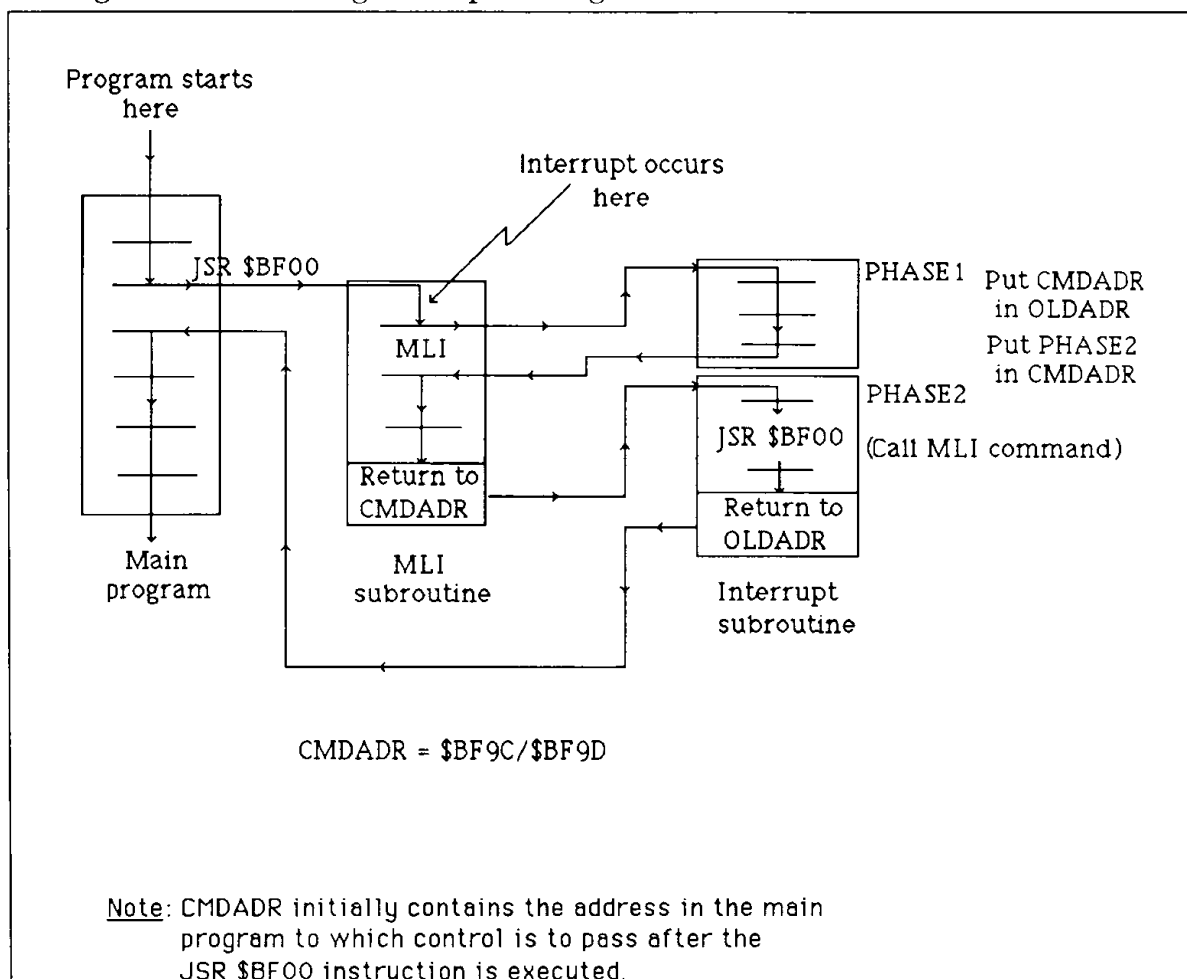 Program starts
here
Interrupt occurs
here
JSR $BF00
MLI
PHASE1
Put CMDADR
in OLDADR
Put PHASE2
in CMDADR
PHASE2
JSR $BF00
(Call MLI command)
Return to
CMDADR
Return to
OLDADR
Main
program
MLI
subroutine
Interrupt
subroutine
CMDADR = $BF9C/$BF9D
Note: CMDADR initially contains the address in the main
program to which control is to pass after the
JSR $BF00 instruction is executed.